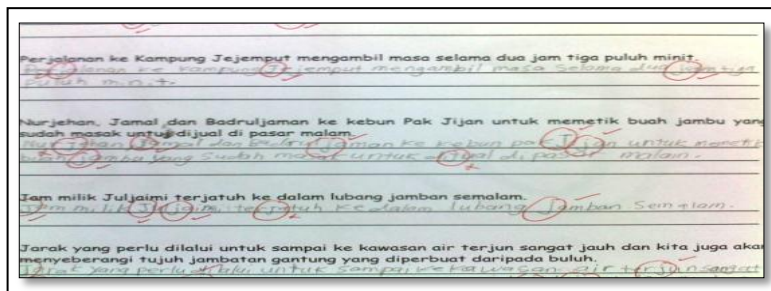 Perjalanan ke Kampung Jejemput mengambil masa selama dua jam tiga puluh minit.
Perjalanan ke Kampung Jejemput mengambil masa Selama dua jam tiga
puluh minit.
Nurjehan, Jamal dan Badruljaman ke kebun Pak Jijan untuk memetik buah jambu yang
sudah masak untuk dijual di pasar malam.
Nur Jehan Jamal dan Badru Jaman ke kebun pak Jijan untuk memetik
buah jambu yang sudah masak untuk dijual di pasar malam.
Jam milik Juljaimi terjatuh ke dalam lubang jamban semalam.
Jam milik Juljaimi terjatuh ke dalam lubang Jamban Semalam.
Jarak yang perlu dilalui untuk sampai ke kawasan air terjun sangat jauh dan kita juga akan
menyeberangi tujuh jambatan gantung yang diperbuat daripada buluh.
Jarak yang perlu untuk Sampai ke kawasan air terjun sangat